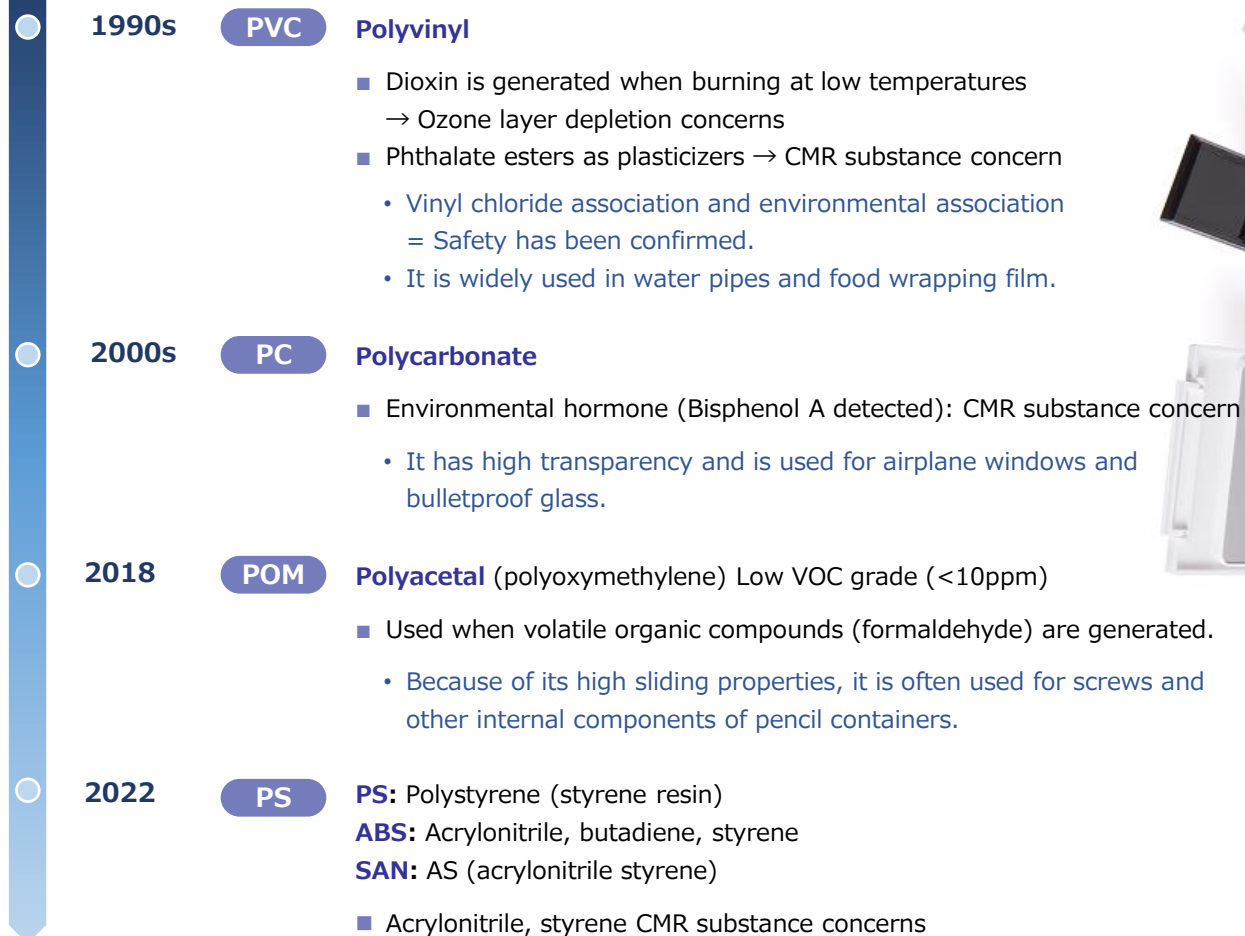 1990s PVC Polyvinyl
■ Dioxin is generated when burning at low temperatures
→ Ozone layer depletion concerns
■ Phthalate esters as plasticizers → CMR substance concern
• Vinyl chloride association and environmental association
= Safety has been confirmed.
• It is widely used in water pipes and food wrapping film.
2000s PC Polycarbonate
■ Environmental hormone (Bisphenol A detected): CMR substance concern
• It has high transparency and is used for airplane windows and
bulletproof glass.
2018 POM Polyacetal (polyoxymethylene) Low VOC grade (<10ppm)
■ Used when volatile organic compounds (formaldehyde) are generated.
• Because of its high sliding properties, it is often used for screws and
other internal components of pencil containers.
2022 PS PS: Polystyrene (styrene resin)
ABS: Acrylonitrile, butadiene, styrene
SAN: AS (acrylonitrile styrene)
■ Acrylonitrile, styrene CMR substance concerns